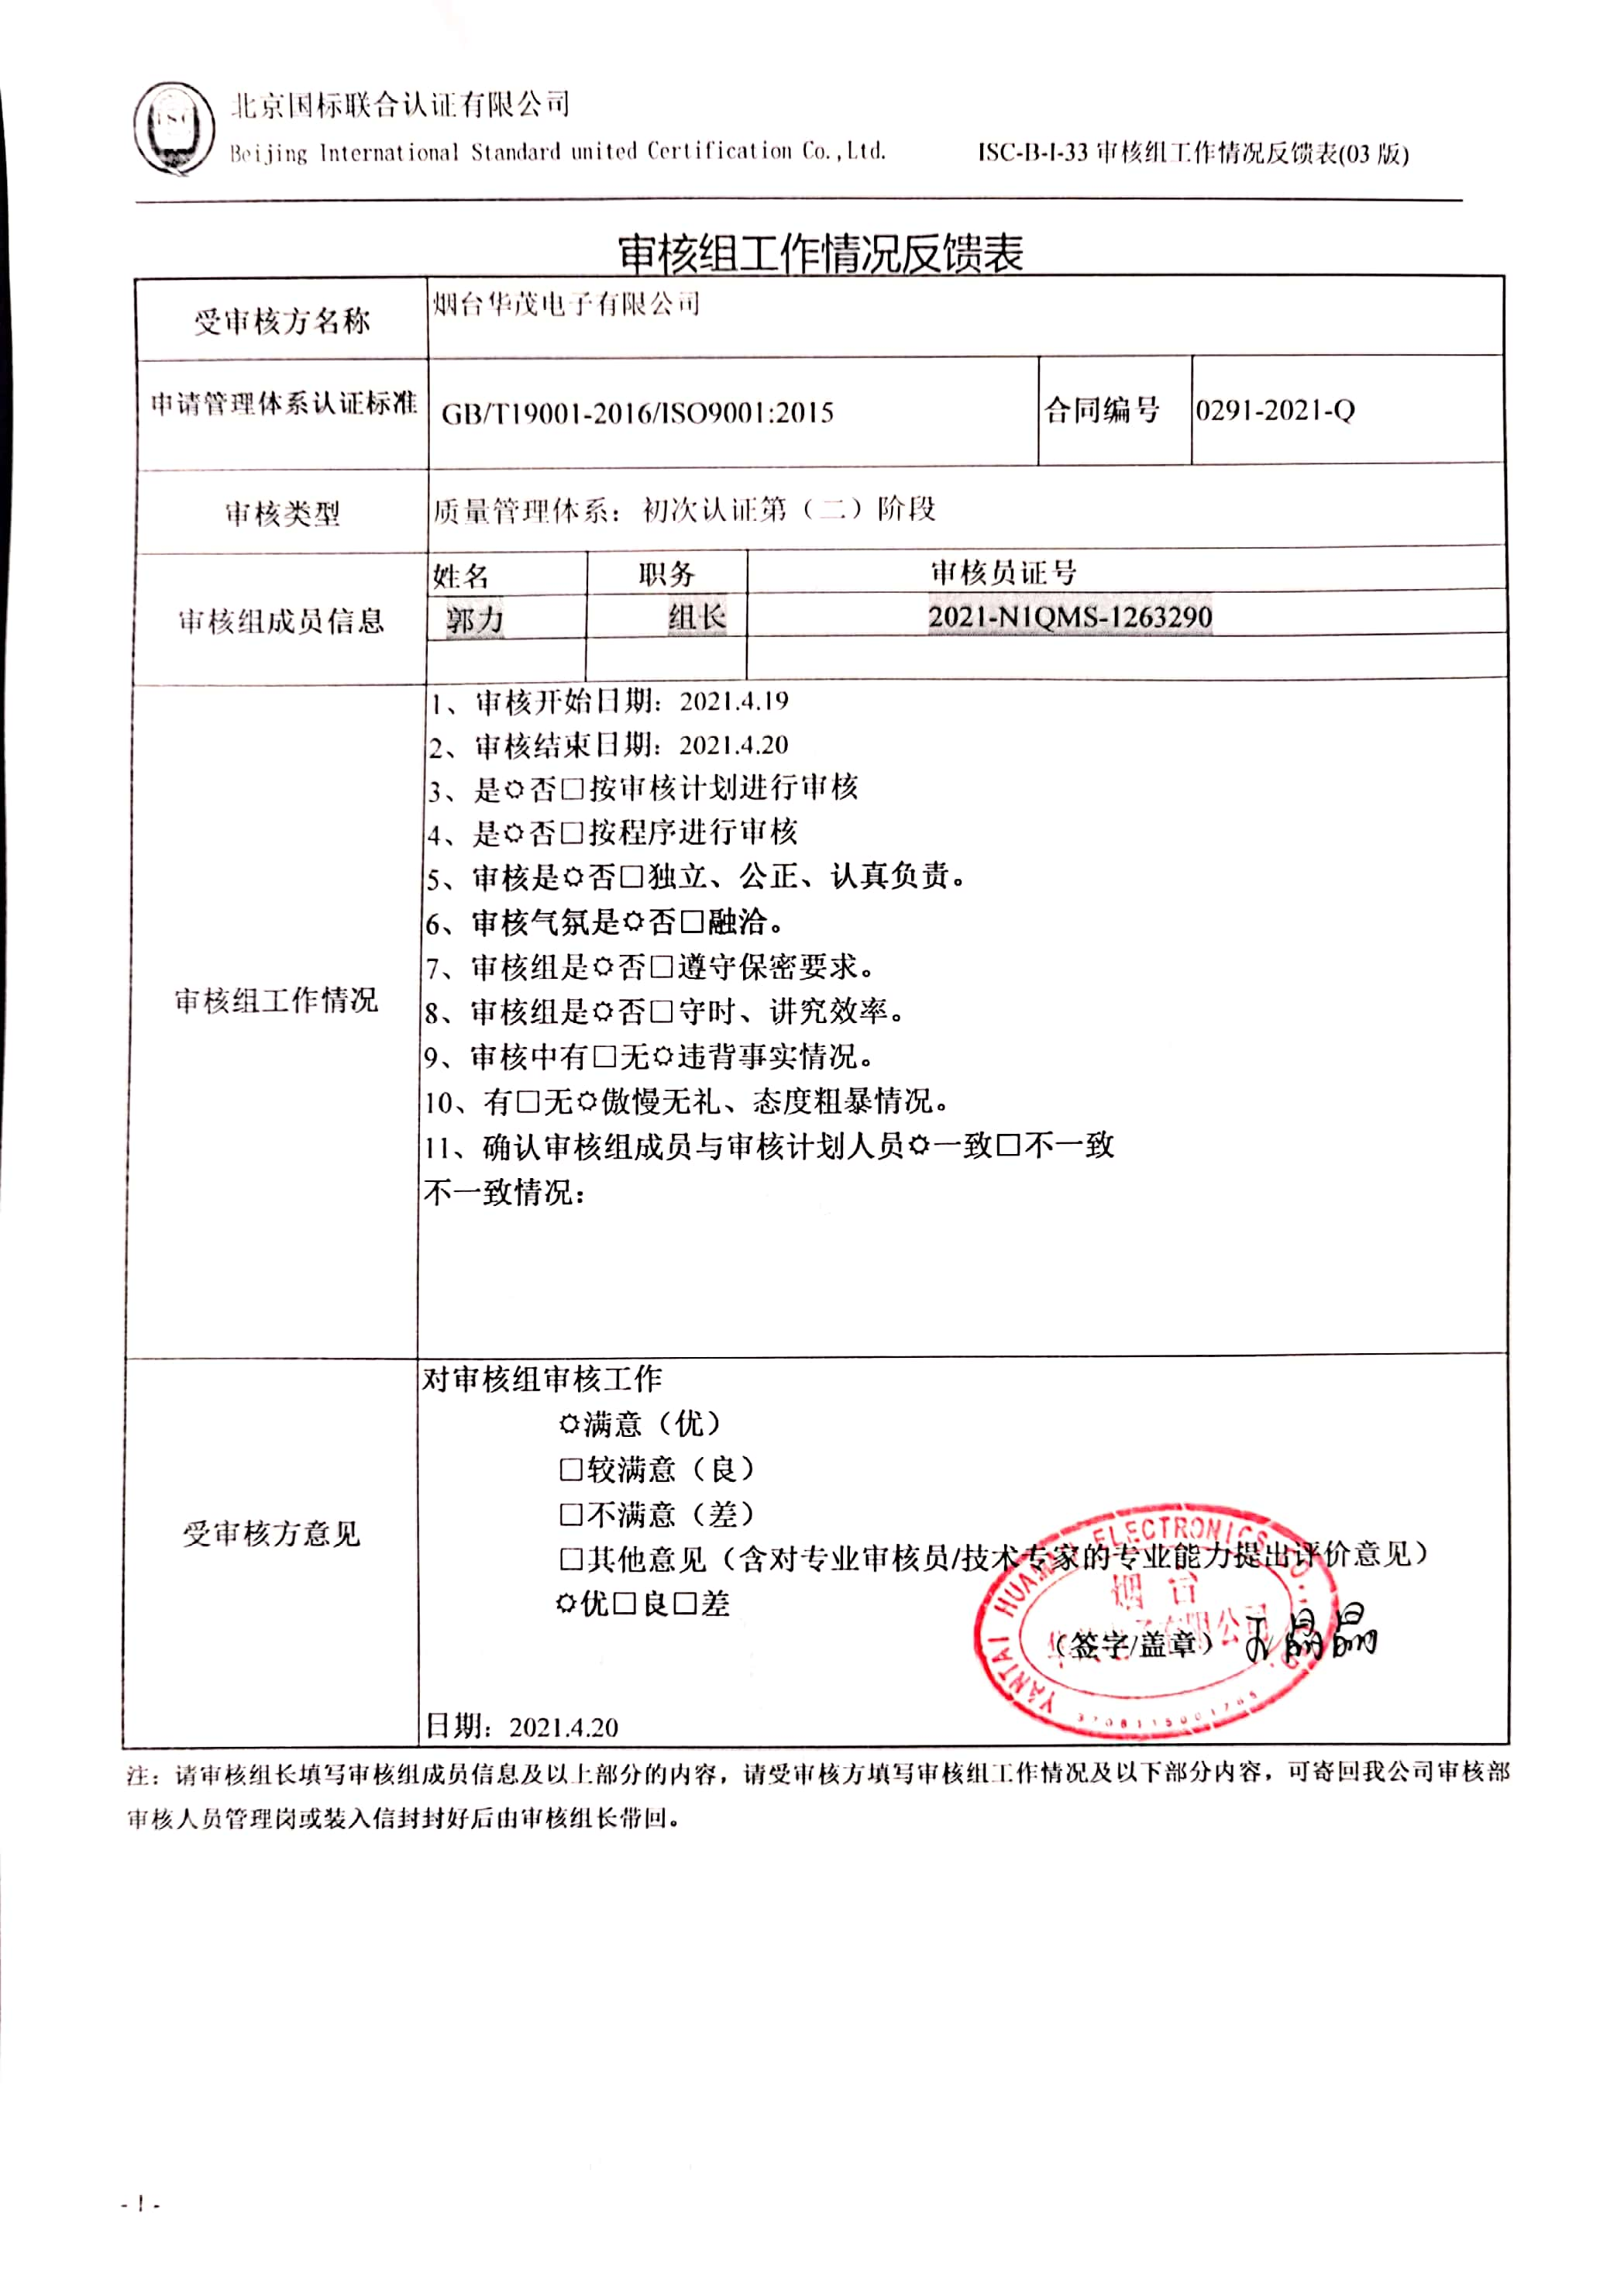 ISC
北京国标联合认证有限公司
Beijing International Standard united Certification Co.,Ltd.
ISC-B-I-33 审核组工作情况反馈表(03 版)
审核组工作情况反馈表
受审核方名称
烟台华茂电子有限公司
申请管理体系认证标准
GB/T19001-2016/ISO9001:2015
合同编号
0291-2021-Q
审核类型
质量管理体系：初次认证第（二）阶段
审核组成员信息
姓名 职务 审核员证号
郭力 组长 2021-N1QMS-1263290
审核组工作情况
1、审核开始日期：2021.4.19
2、审核结束日期：2021.4.20
3、是☼否□按审核计划进行审核
4、是☼否□按程序进行审核
5、审核是☼否□独立、公正、认真负责。
6、审核气氛是☼否□融洽。
7、审核组是☼否□遵守保密要求。
8、审核组是☼否□守时、讲究效率。
9、审核中有□无☼违背事实情况。
10、有□无☼傲慢无礼、态度粗暴情况。
11、确认审核组成员与审核计划人员☼一致□不一致
不一致情况：
受审核方意见
对审核组审核工作
☼满意（优）
□较满意（良）
□不满意（差）
□其他意见（含对专业审核员/技术专家的专业能力提出评价意见）
☼优□良□差
（签字/盖章）
YANTAI HUAMAO ELECTRONICS CO.,LTD.
烟台
华茂电子有限公司
日期：2021.4.20
注：请审核组长填写审核组成员信息及以上部分的内容，请受审核方填写审核组工作情况及以下部分内容，可寄回我公司审核部
审核人员管理岗或装入信封封好后由审核组长带回。
- 1 -